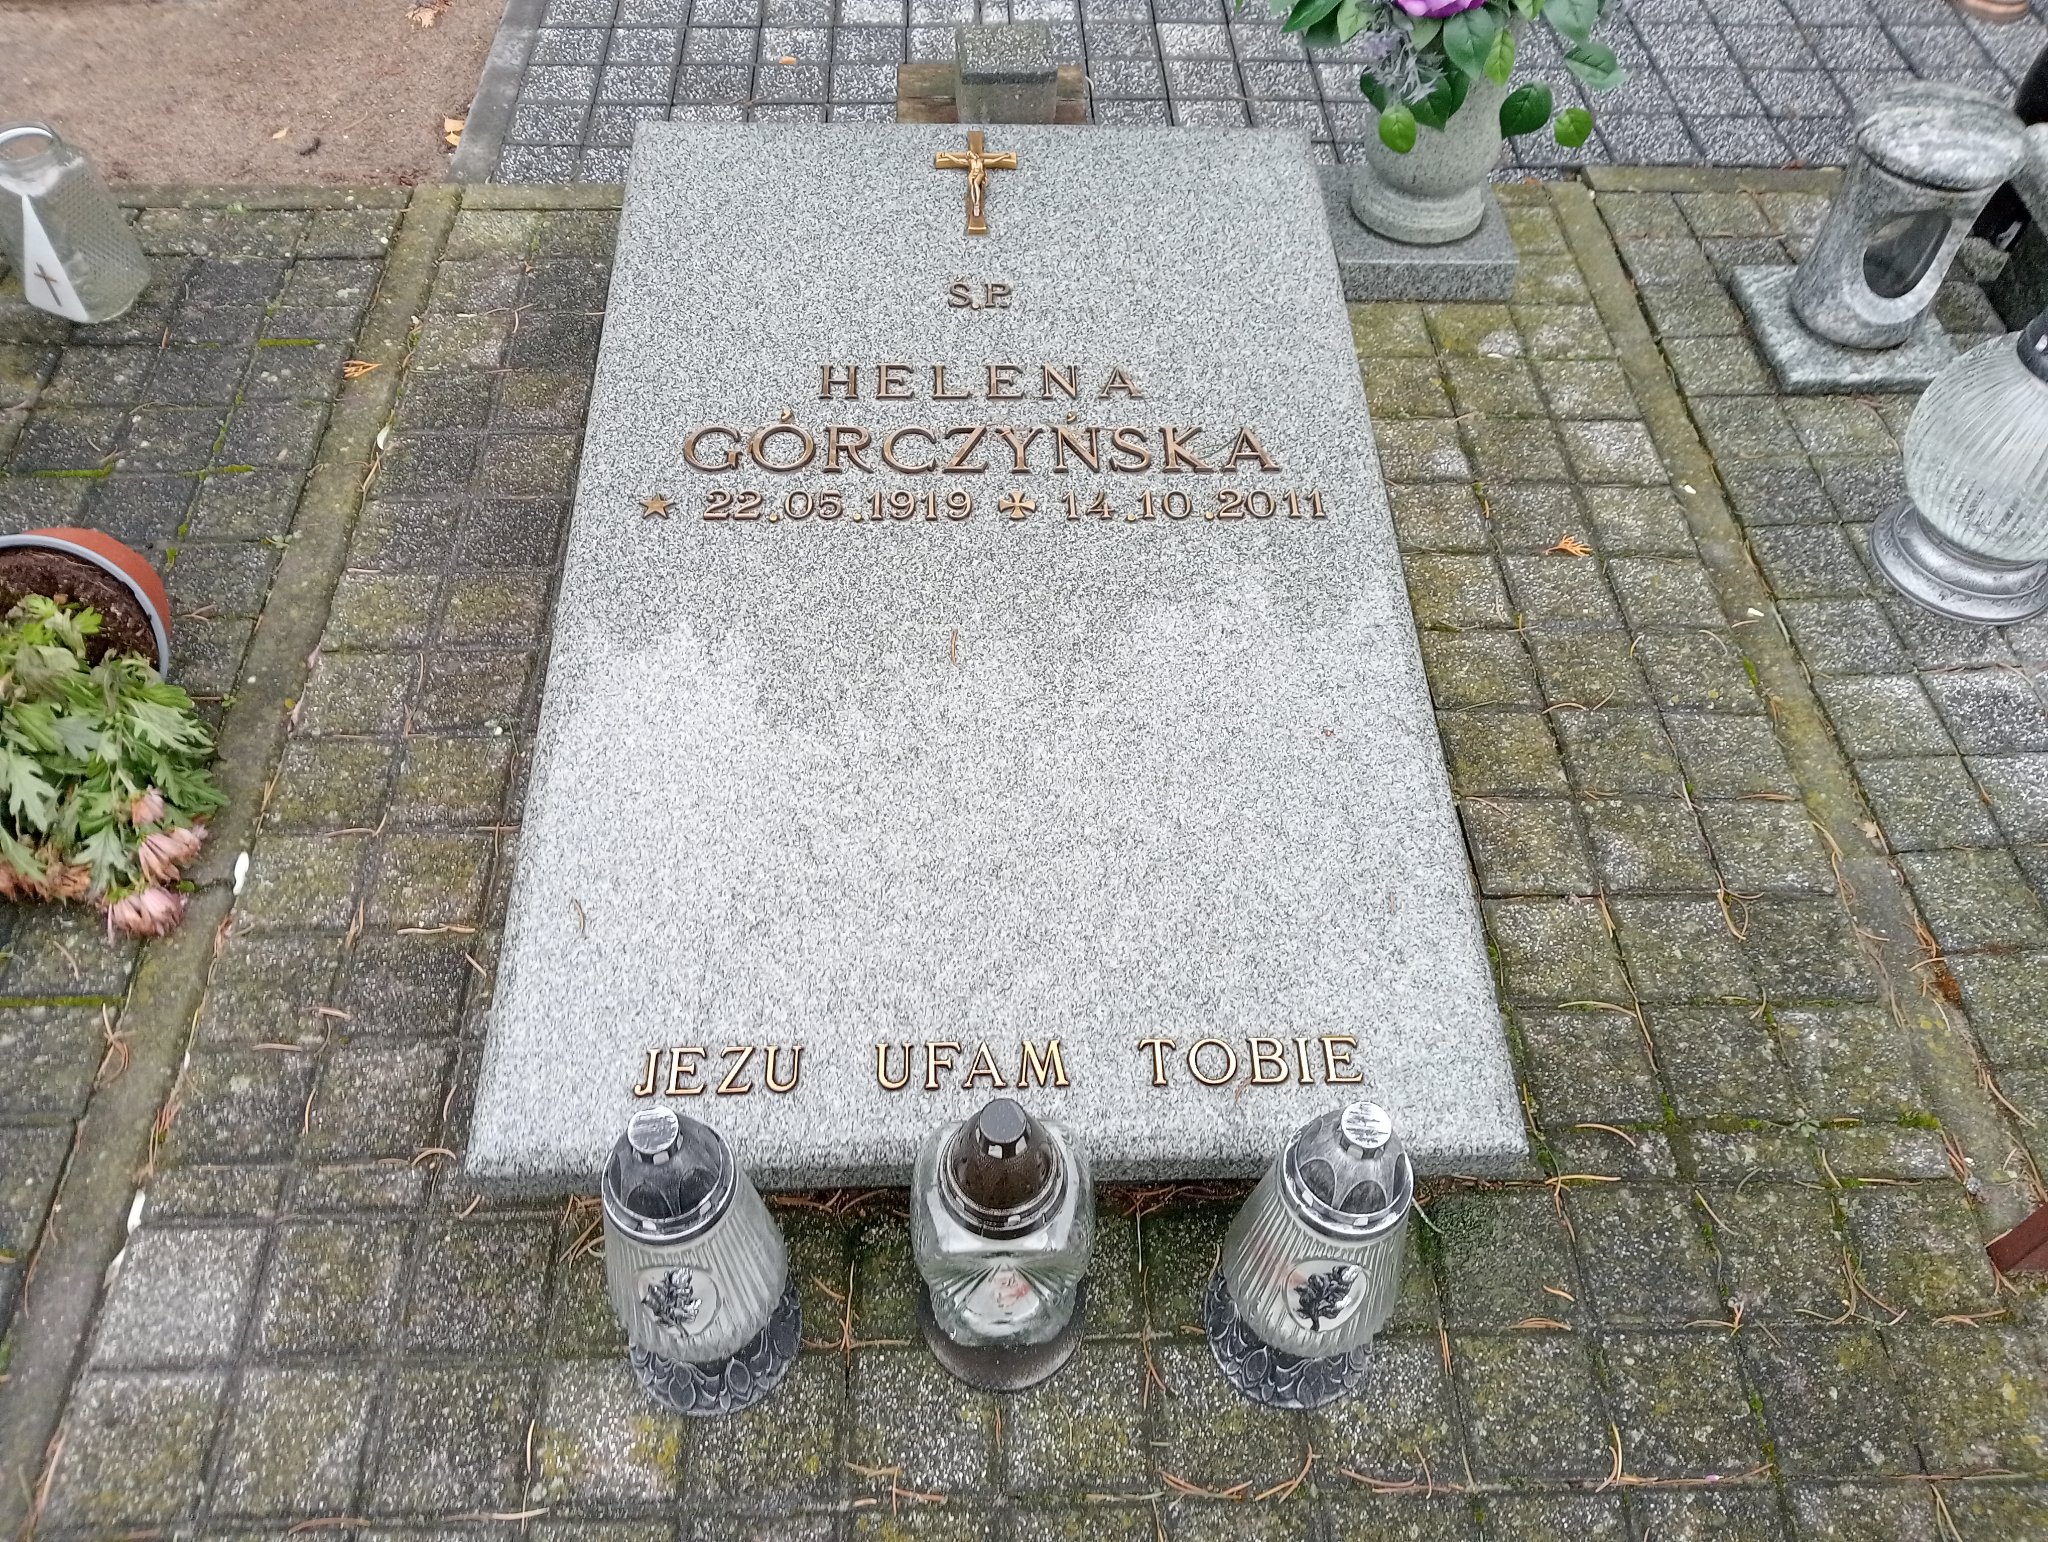 Ś.P.
HELENA
GÓRCZYŃSKA
22.05.1919 14.10.2011
JEZU UFAM TOBIE